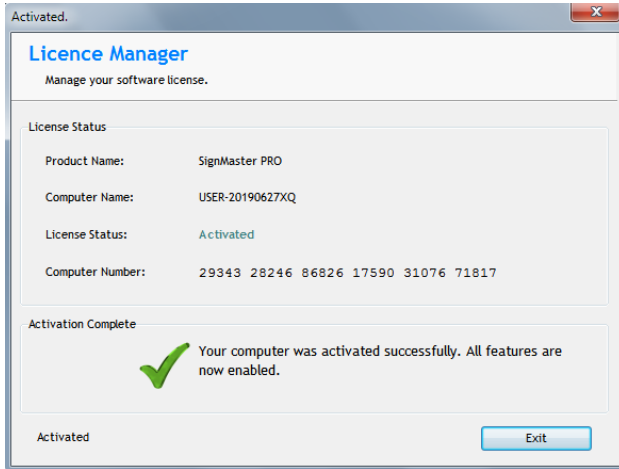 Activated.
Licence Manager
Manage your software license.
License Status
Product Name: SignMaster PRO
Computer Name: USER-20190627XQ
License Status: Activated
Computer Number: 29343 28246 86826 17590 31076 71817
Activation Complete
Your computer was activated successfully. All features are
now enabled.
Activated Exit